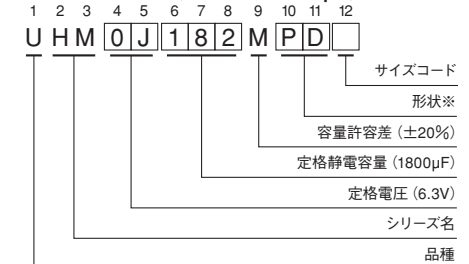 1 2 3 4 5 6 7 8 9 10 11 12
U H M 0 J 1 8 2 M P D
サイズコード
形状※
容量許容差（±20%）
定格静電容量（1800µF）
定格電圧（6.3V）
シリーズ名
品種